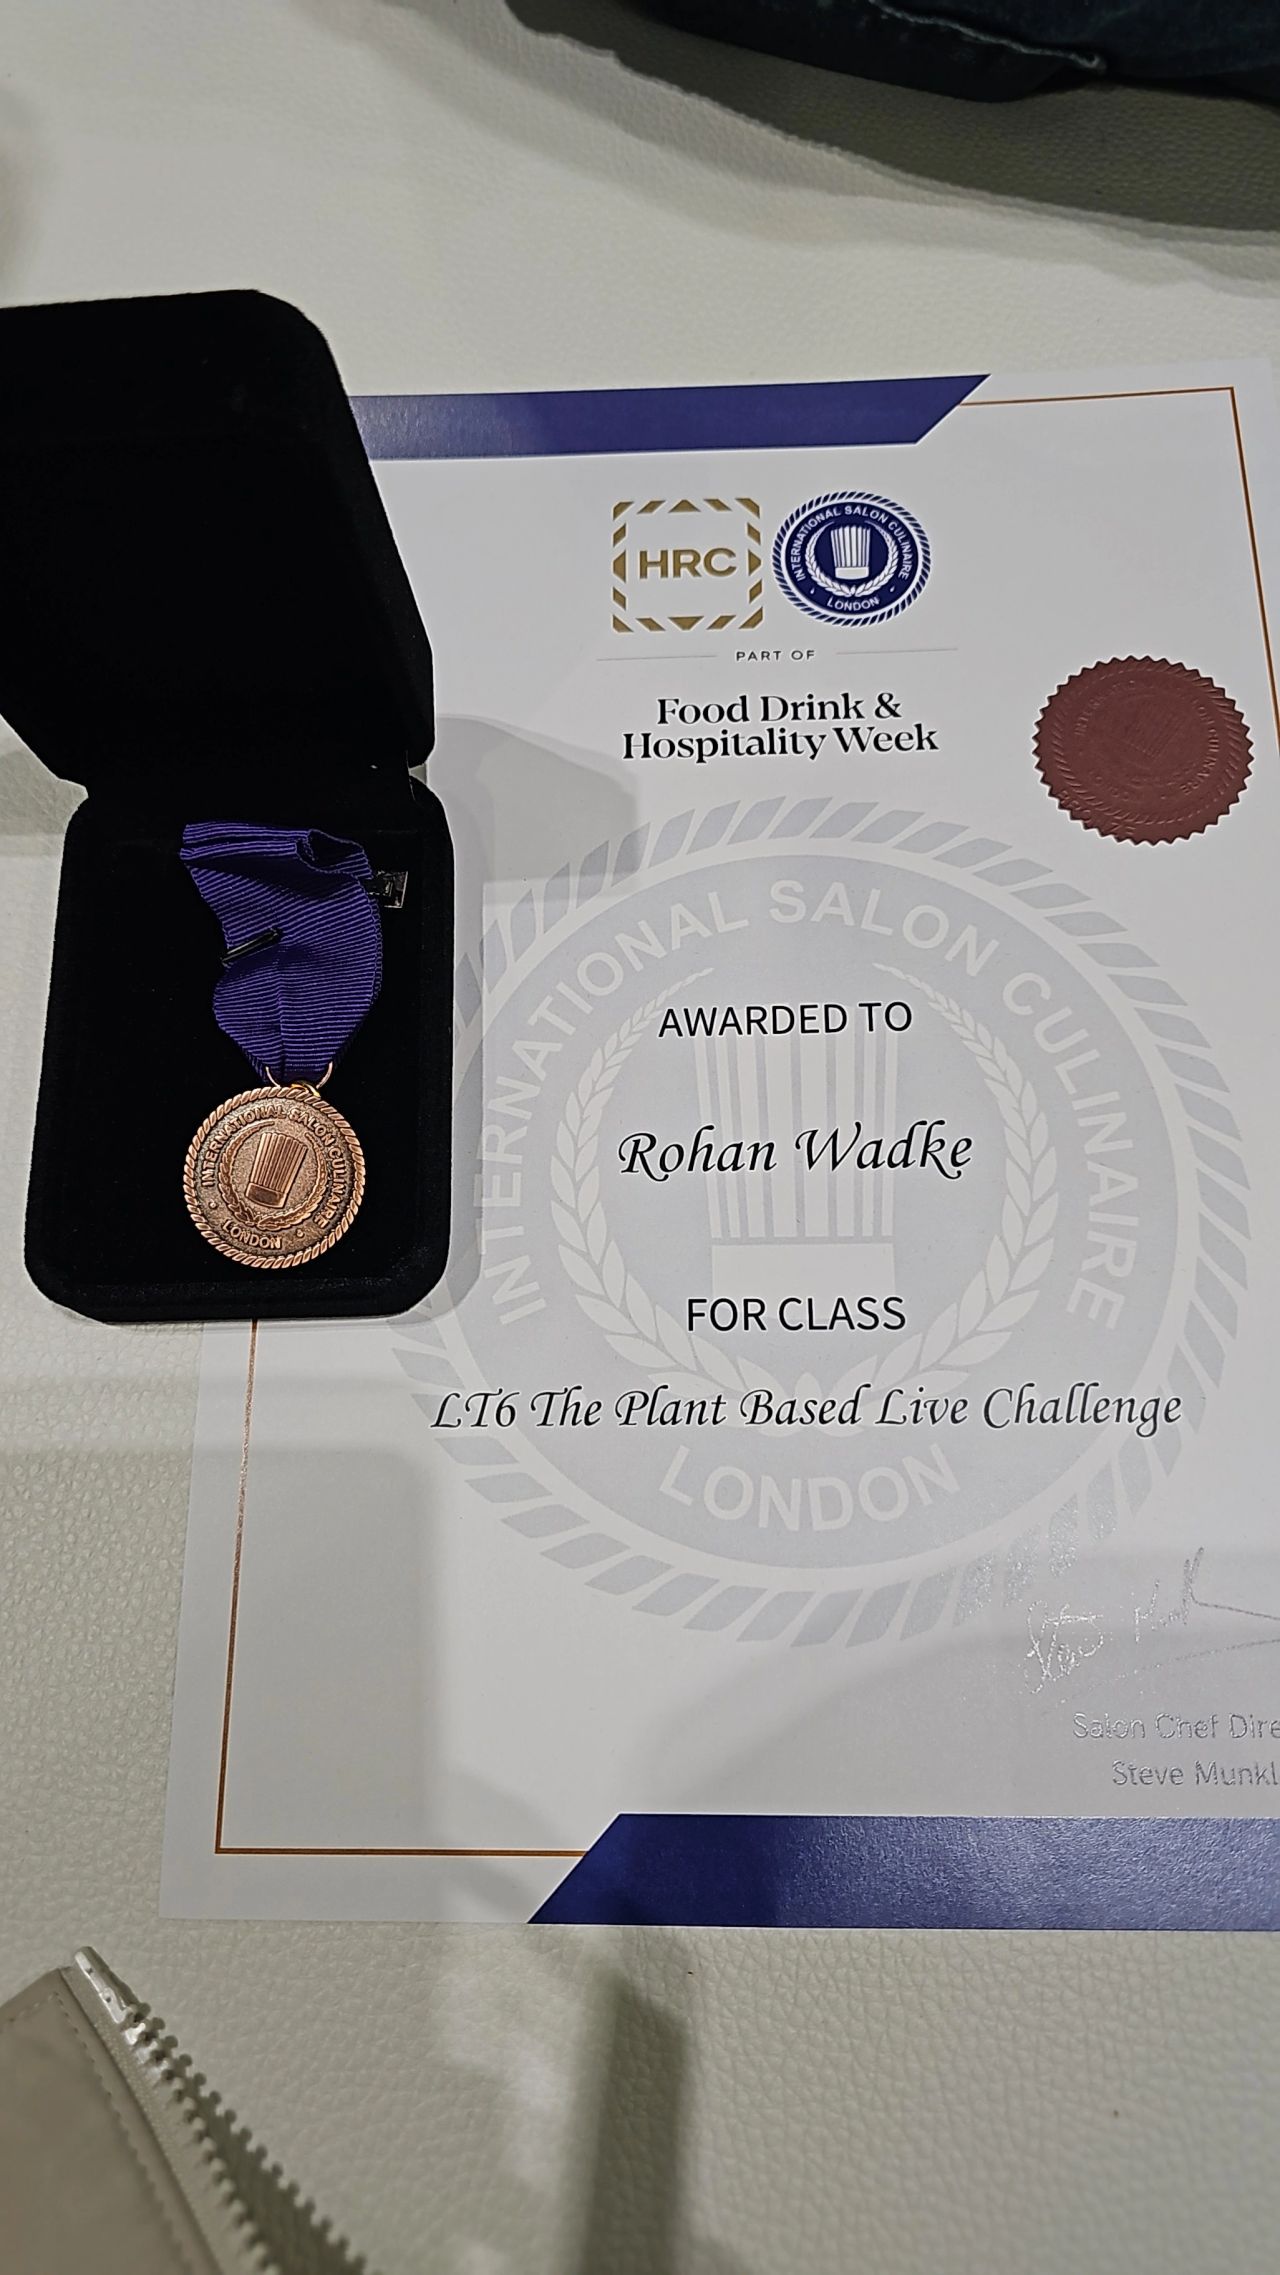 HRC
INTERNATIONAL SALON CULINAIRE
LONDON
PART OF
Food Drink &
Hospitality Week
INTERNATIONAL SALON CULINAIRE
AWARDED TO
Rohan Wadke
FOR CLASS
LT6 The Plant Based Live Challenge
LONDON
Salon Chef Dire
Steve Munkl
INTERNATIONAL SALON CULINAIRE
LONDON
BRONZE